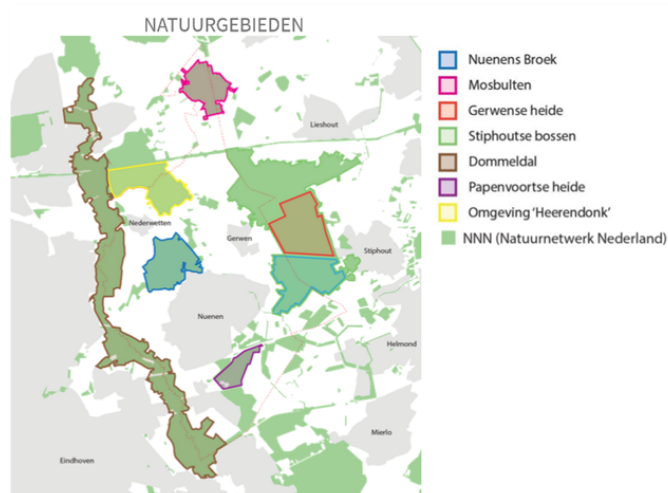 NATUURGEBIEDEN
Nuenens Broek
Mosbulten
Gerwense heide
Stiphoutse bossen
Dommeldal
Papenvoortse heide
Omgeving 'Heerendonk'
NNN (Natuurnetwerk Nederland)
Lieshout
Nederwetten
Gerwen
Stiphout
Nuenen
Helmond
Mierlo
Eindhoven